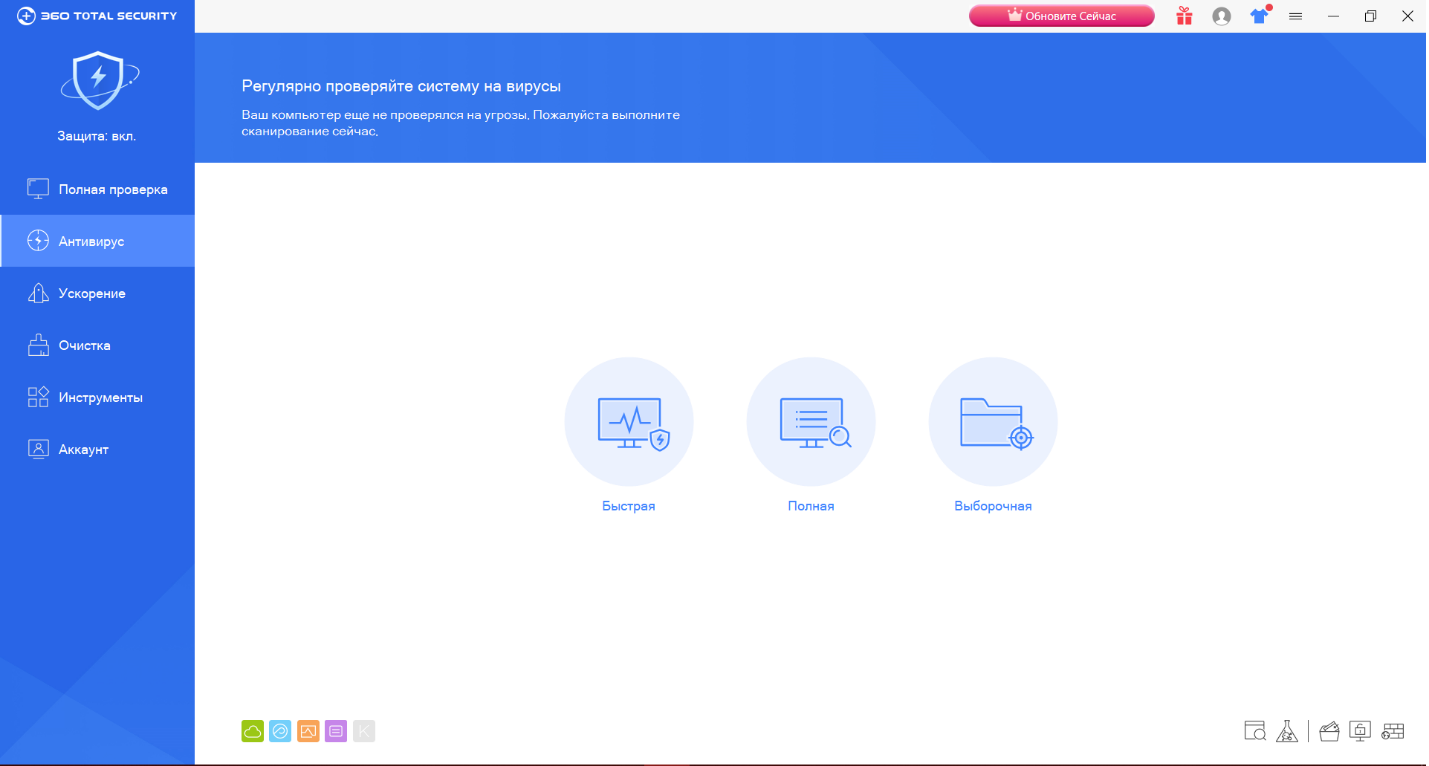 360 TOTAL SECURITY
Обновите Сейчас
Защита: вкл.
Полная проверка
Антивирус
Ускорение
Очистка
Инструменты
Аккаунт
Регулярно проверяйте систему на вирусы
Ваш компьютер еще не проверялся на угрозы, Пожалуйста выполните
сканирование сейчас,
Быстрая
Полная
Выборочная
K